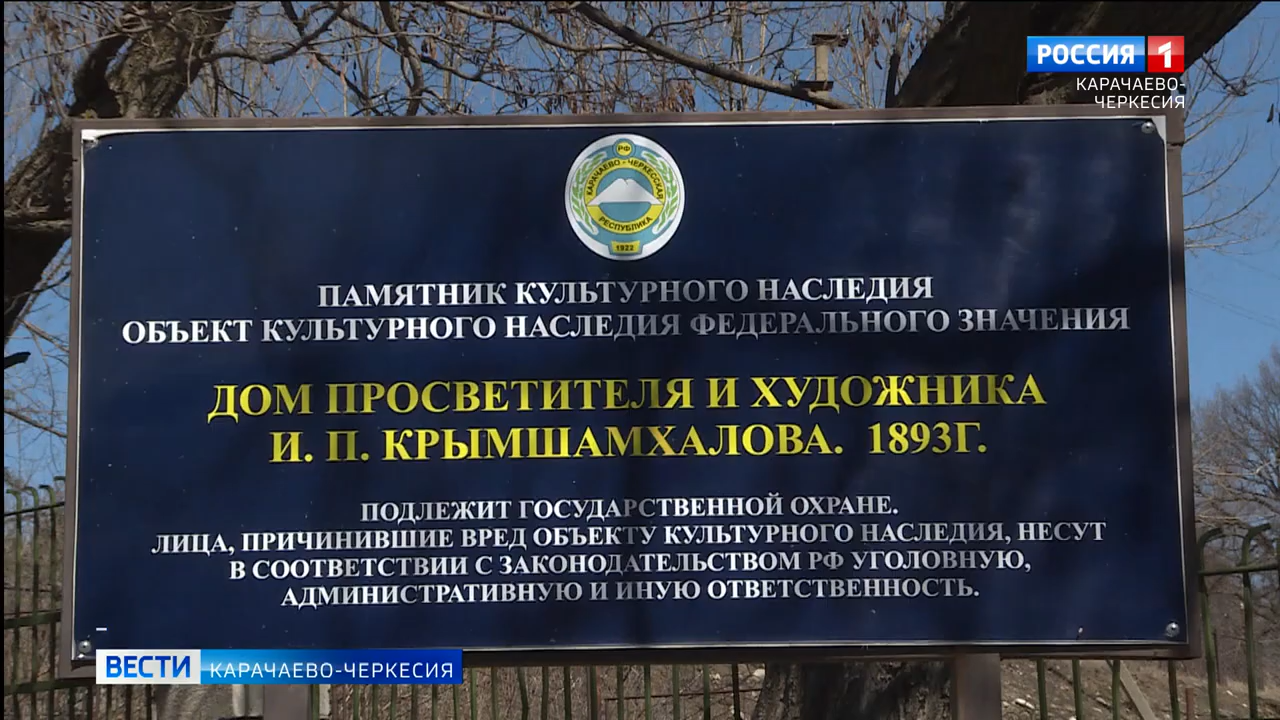 РОССИЯ 1
КАРАЧАЕВО-
ЧЕРКЕСИЯ
РФ
КАРАЧАЕВО - ЧЕРКЕССКАЯ
РЕСПУБЛИКА
1922
ПАМЯТНИК КУЛЬТУРНОГО НАСЛЕДИЯ
ОБЪЕКТ КУЛЬТУРНОГО НАСЛЕДИЯ ФЕДЕРАЛЬНОГО ЗНАЧЕНИЯ
ДОМ ПРОСВЕТИТЕЛЯ И ХУДОЖНИКА
И. П. КРЫМШАМХАЛОВА. 1893Г.
ПОДЛЕЖИТ ГОСУДАРСТВЕННОЙ ОХРАНЕ.
ЛИЦА, ПРИЧИНИВШИЕ ВРЕД ОБЪЕКТУ КУЛЬТУРНОГО НАСЛЕДИЯ, НЕСУТ
В СООТВЕТСТВИИ С ЗАКОНОДАТЕЛЬСТВОМ РФ УГОЛОВНУЮ,
АДМИНИСТРАТИВНУЮ И ИНУЮ ОТВЕТСТВЕННОСТЬ.
ВЕСТИ КАРАЧАЕВО-ЧЕРКЕСИЯ